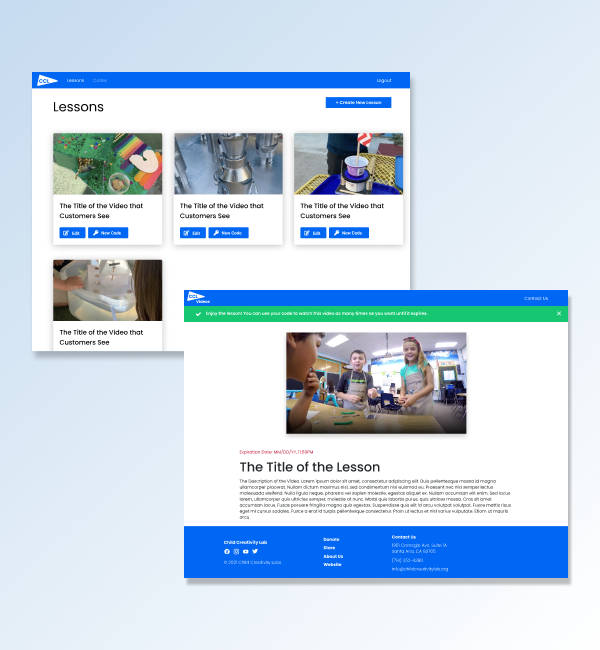 CCL
Lessons
Codes
Logout
Lessons
+ Create New Lesson
The Title of the Video that
Customers See
Edit
New Code
The Title of the Video that
Customers See
Edit
New Code
The Title of the Video that
Customers See
Edit
New Code
The Title of the Video that
Customers See
CCL
Videos
Contact Us
Enjoy the lesson! You can use your code to watch this video as many times as you want until it expires.
Expiration Date: MM/DD/YY, 11:59PM
The Title of the Lesson
The Description of the Video. Lorem ipsum dolor sit amet, consectetur adipiscing elit. Duis pellentesque massa id magna
ullamcorper placerat. Nullam dictum maximus nisl, sed condimentum nisi euismod eu. Praesent nec nisl semper lectus
malesuada eleifend. Nulla ligula neque, pharetra vel sapien molestie, egestas aliquet ex. Nullam accumsan elit enim. Sed
lorem, ullamcorper quis ultricies semper, molestie at nunc. Morbi quis lobortis purus, quis ultrices massa. Cras sit amet
accumsan lacus. Fusce posuere fringilla magna quis egestas. Suspendisse quis elit id arcu volutpat volutpat. Fusce mattis risus
eget mi cursus sodales. Fusce a erat id turpis pellentesque consectetur. Proin ut lectus et nisl varius vulputate. Etiam ut mauris
arcu.
Child Creativity Lab
© 2021 Child Creativity Labs
Donate
Store
About Us
Website
Contact Us
1901 Carnegie Ave, Suite 1A
Santa Ana, CA 92705
(714) 352-4380
info@childcreativitylab.org